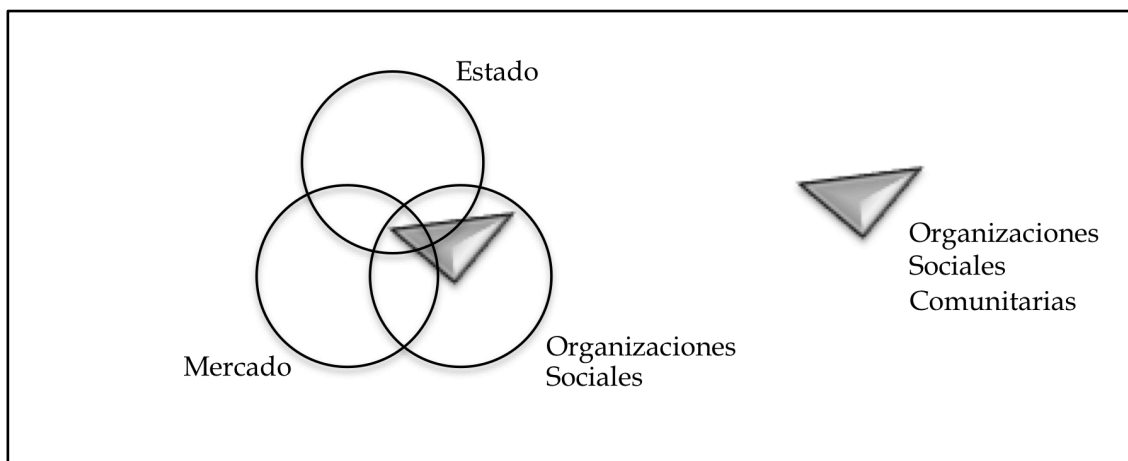 Estado
Mercado
Organizaciones
Sociales
Organizaciones
Sociales
Comunitarias